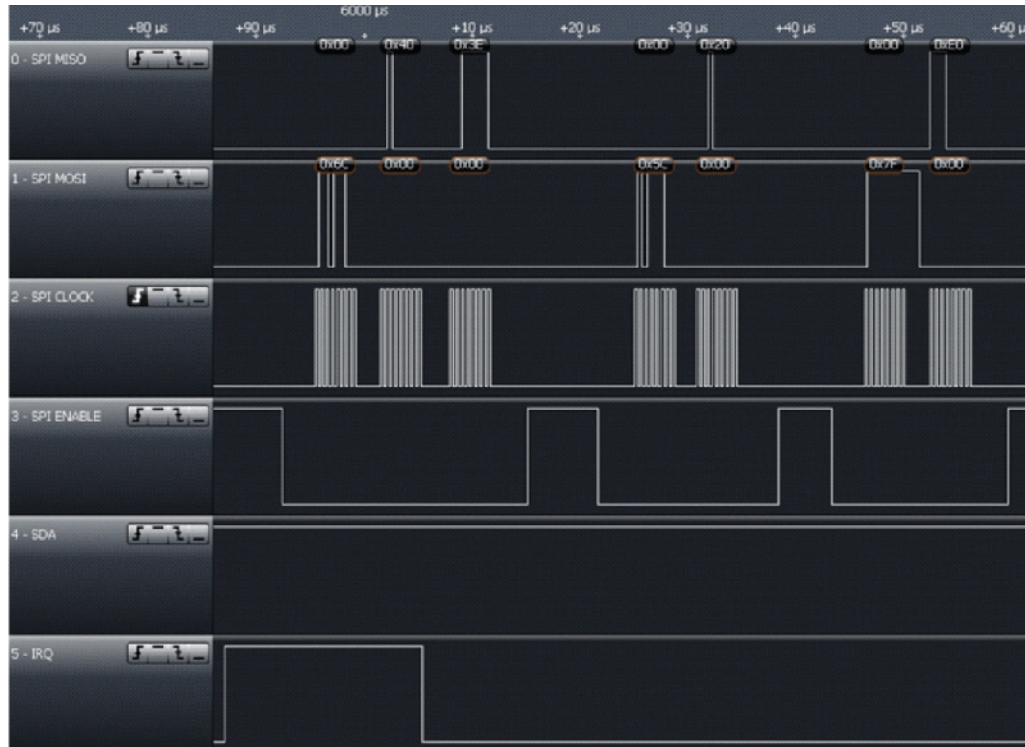 6000 μs
+70 μs +80 μs +90 μs +10 μs +20 μs +30 μs +40 μs +50 μs +60 μ
0x00 0x40 0x3E 0x00 0x20 0x00 0xE0
0 - SPI MISO
0x6C 0x00 0x00 0x5C 0x00 0x7F 0x00
1 - SPI MOSI
2 - SPI CLOCK
3 - SPI ENABLE
4 - SDA
5 - IRQ